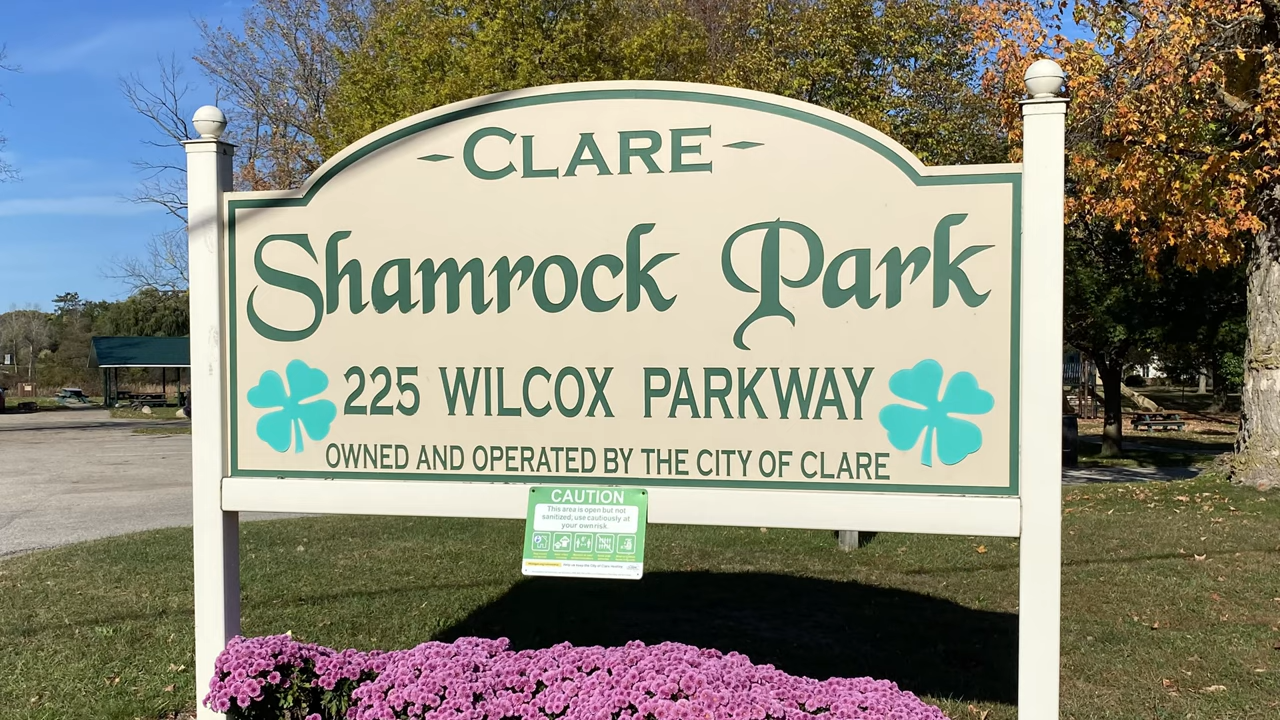 -CLARE-
Shamrock Park
225 WILCOX PARKWAY
OWNED AND OPERATED BY THE CITY OF CLARE
CAUTION
This area is open but not
sanitized, use cautiously at
your own risk.